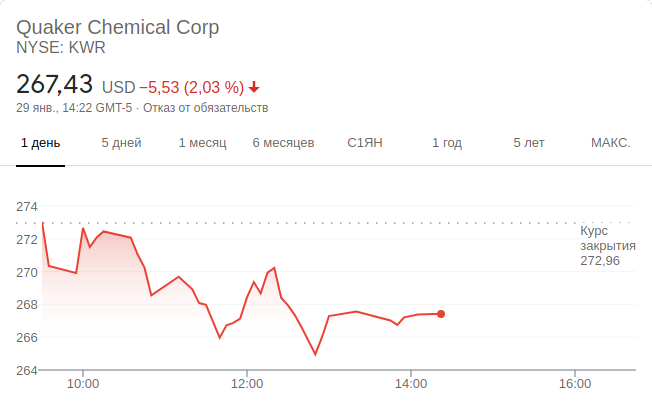 Quaker Chemical Corp
NYSE: KWR
267,43 USD −5,53 (2,03 %)
29 янв., 14:22 GMT-5 · Отказ от обязательств
1 день 5 дней 1 месяц 6 месяцев С1ЯН 1 год 5 лет МАКС.
274
272
270
268
266
264
Курс
закрытия
272,96
10:00 12:00 14:00 16:00